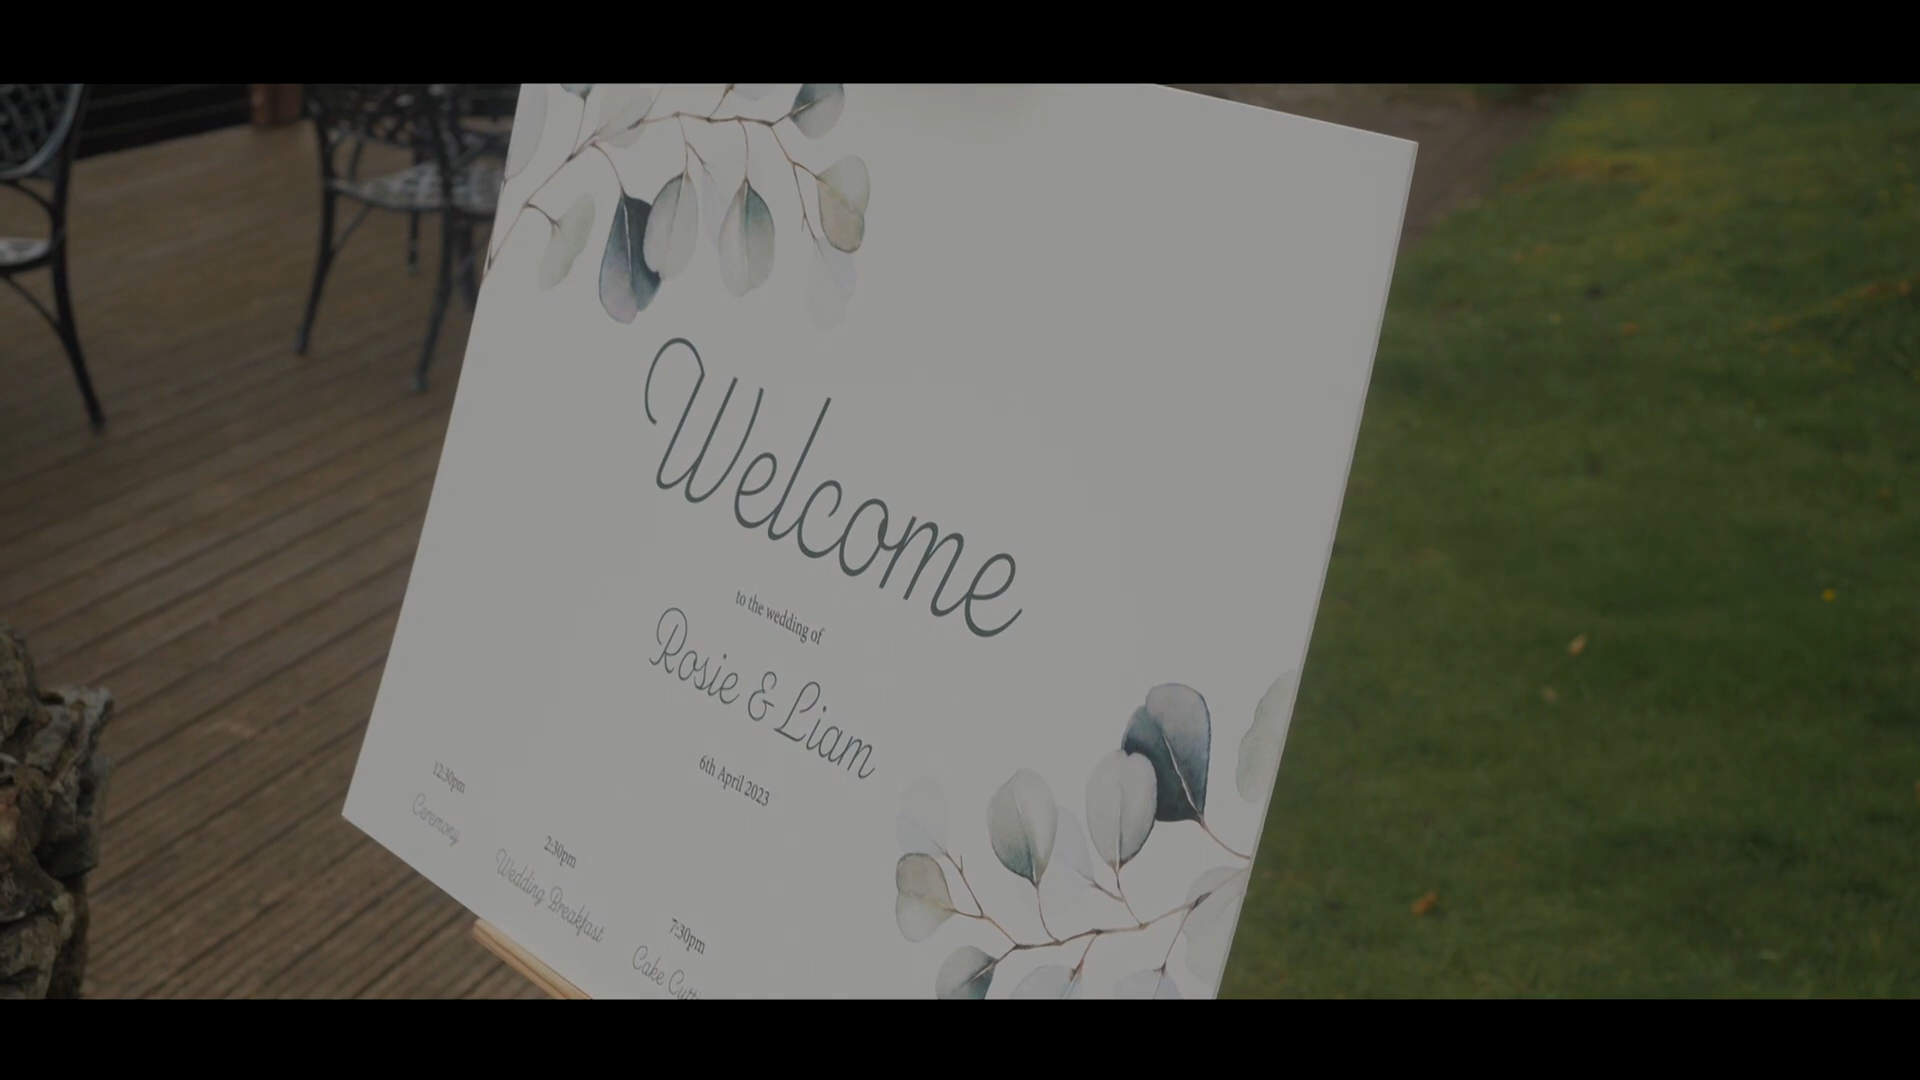 Welcome
to the wedding of
Rosie & Liam
6th April 2023
12:30pm
Ceremony
2:30pm
Wedding Breakfast
7:30pm
Cake